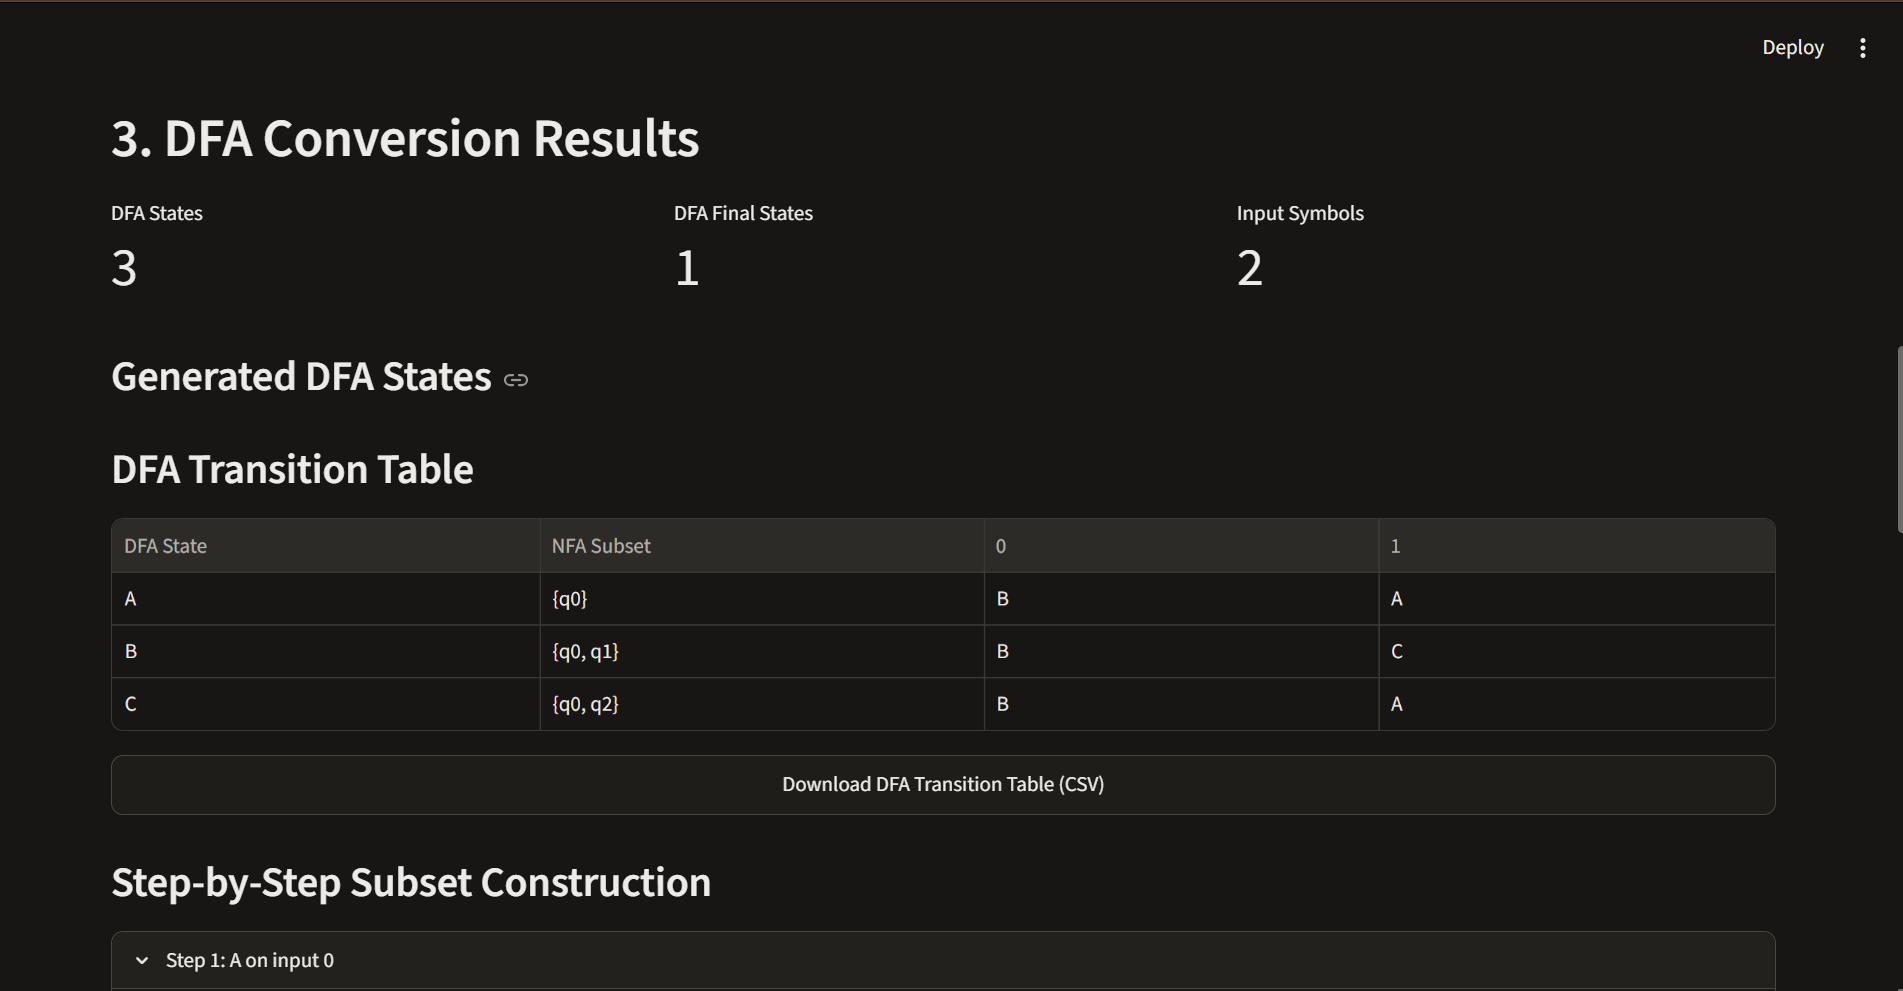 Deploy
3. DFA Conversion Results
DFA States DFA Final States Input Symbols
3 1 2
Generated DFA States
DFA Transition Table
DFA State NFA Subset 0 1
A {q0} B A
B {q0, q1} B C
C {q0, q2} B A
Download DFA Transition Table (CSV)
Step-by-Step Subset Construction
Step 1: A on input 0